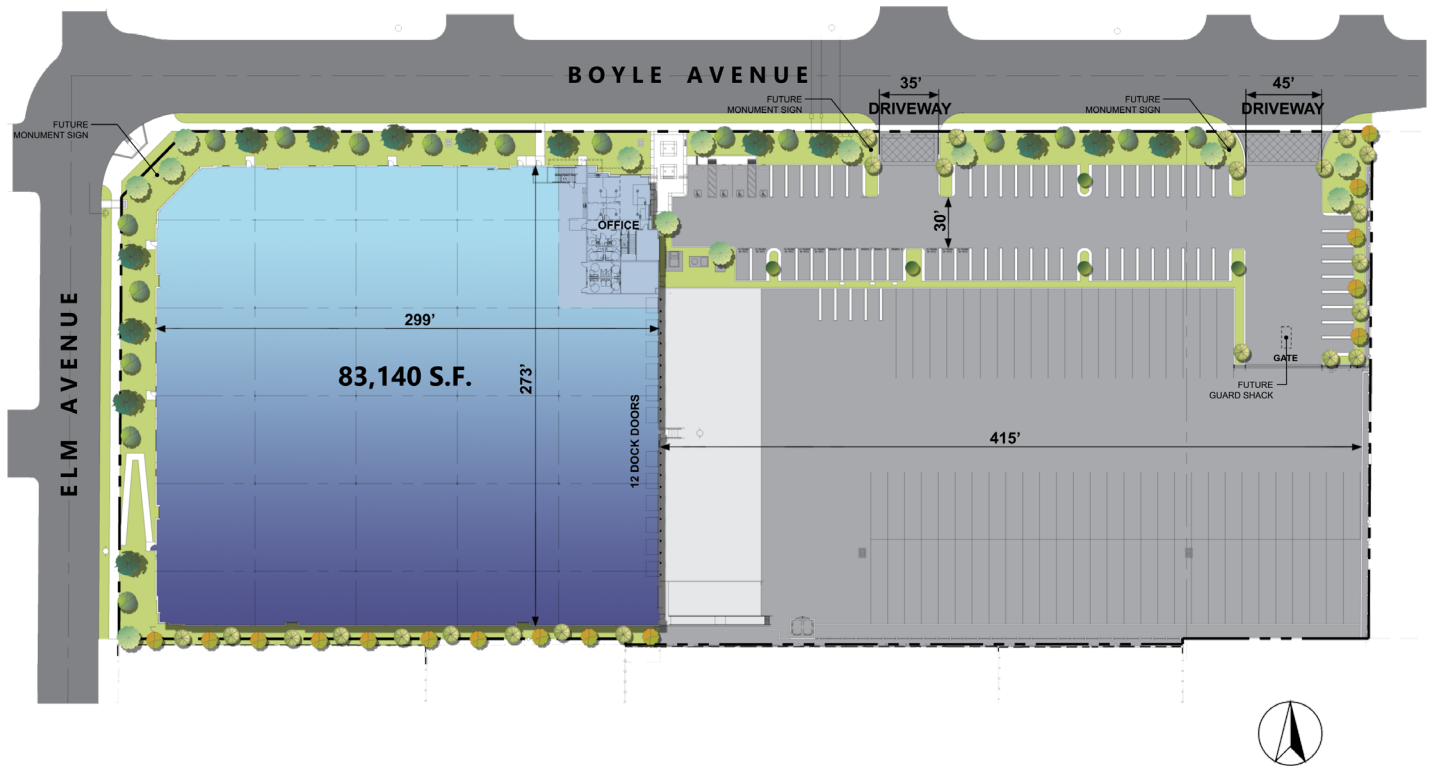 BOYLE AVENUE
35'
DRIVEWAY
45'
DRIVEWAY
FUTURE
MONUMENT SIGN
FUTURE
MONUMENT SIGN
FUTURE
MONUMENT SIGN
30'
OFFICE
ELM AVENUE
299'
83,140 S.F.
273'
12 DOCK DOORS
415'
GATE
FUTURE
GUARD SHACK